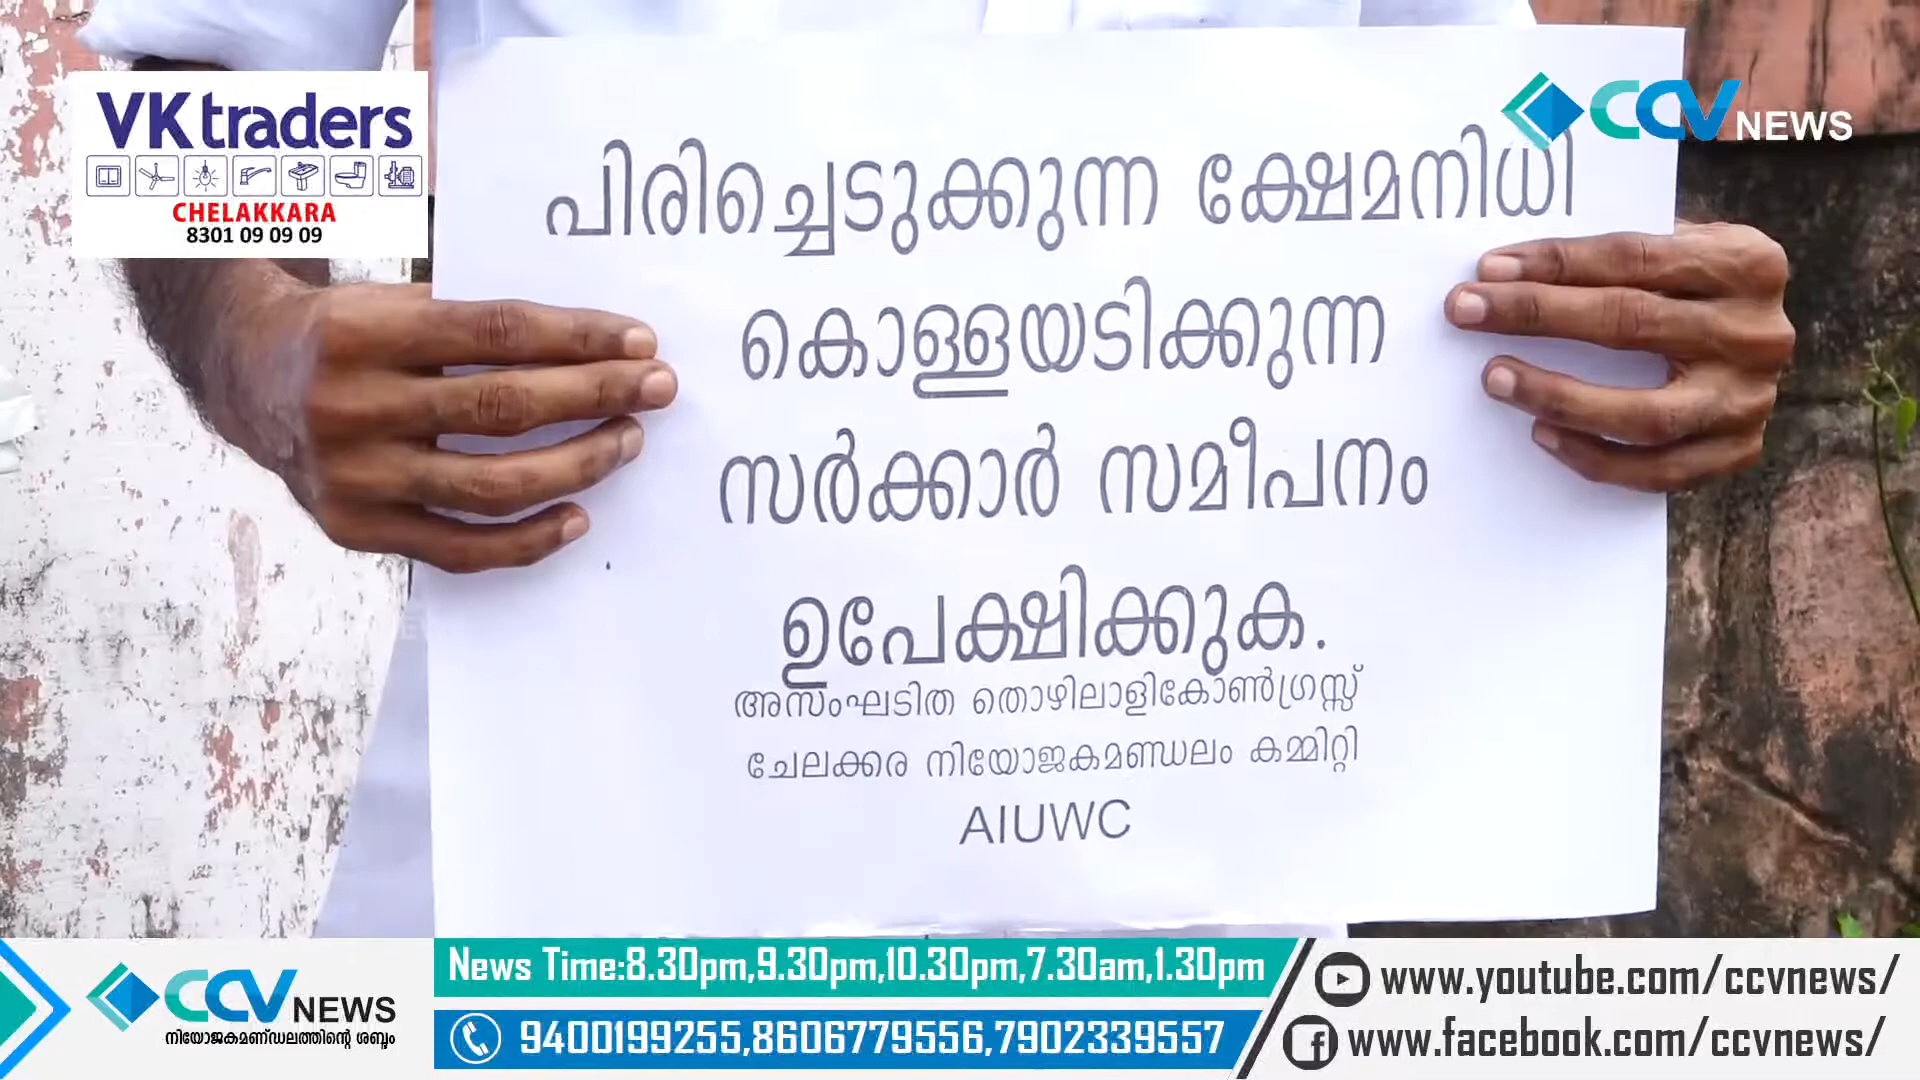 VK traders
CHELAKKARA
8301 09 09 09
CCV NEWS
പിരിച്ചെടുക്കുന്ന ക്ഷേമനിധി
കൊള്ളയടിക്കുന്ന
സർക്കാർ സമീപനം
ഉപേക്ഷിക്കുക.
അസംഘടിത തൊഴിലാളികോൺഗ്രസ്സ്
ചേലക്കര നിയോജകമണ്ഡലം കമ്മിറ്റി
AIUWC
CCV NEWS
നിയോജകമണ്ഡലത്തിന്റെ ശബ്ദം
News Time:8.30pm,9.30pm,10.30pm,7.30am,1.30pm
9400199255,8606779556,7902339557
www.youtube.com/ccvnews/
www.facebook.com/ccvnews/